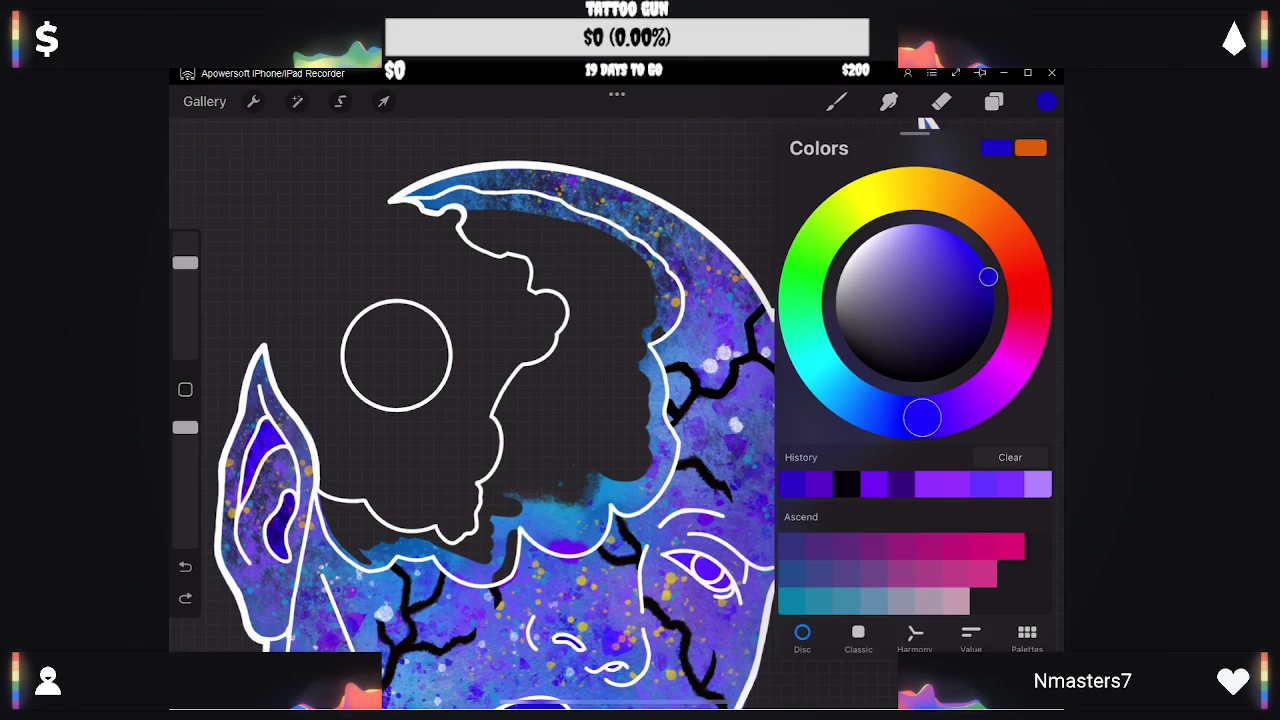 TATTOO GUN
$
$0 (0.00%)
$0
19 DAYS TO GO
$200
Apowersoft iPhone/iPad Recorder
Gallery
Colors
History
Clear
Ascend
Disc
Classic
Harmony
Value
Palettes
Nmasters7